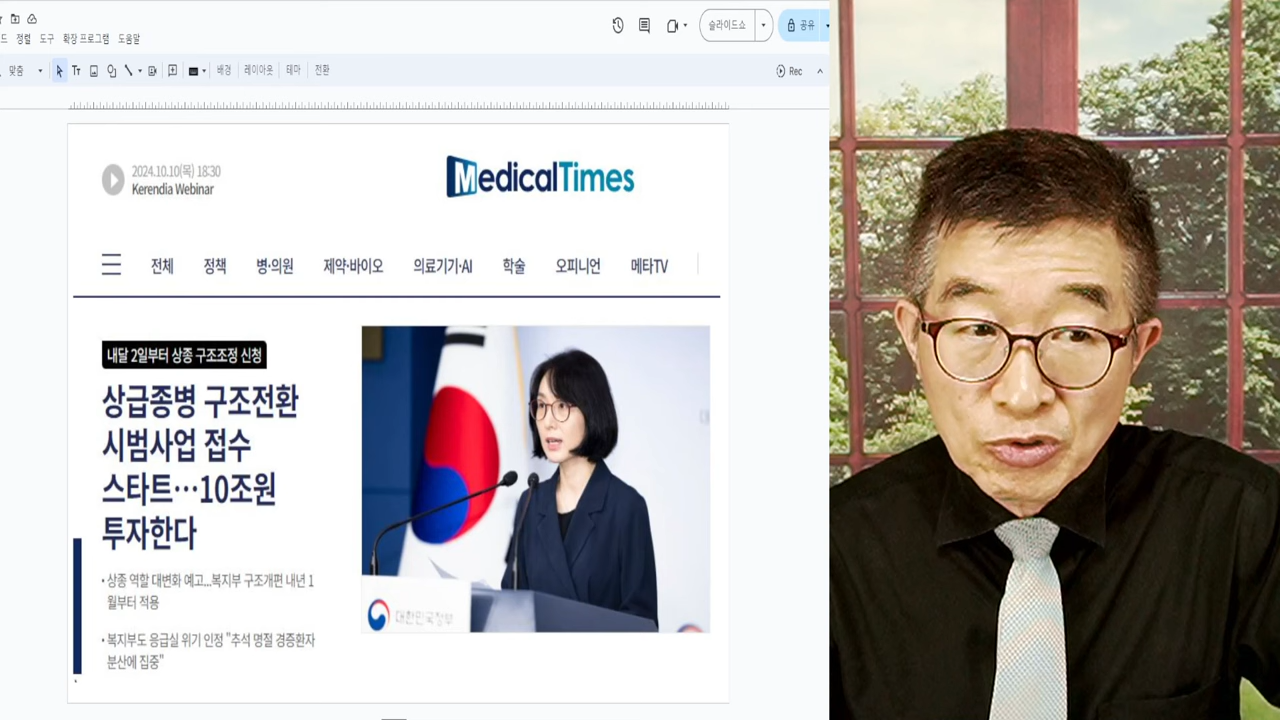 드 정렬 도구 확장 프로그램 도움말
슬라이드쇼
공유
맞춤
배경 레이아웃 테마 전환
Rec
2024.10.10(목) 18:30
Kerendia Webinar
MedicalTimes
전체 정책 병·의원 제약·바이오 의료기기·AI 학술 오피니언 메타TV
내달 2일부터 상종 구조조정 신청
상급종병 구조전환
시범사업 접수
스타트…10조원
투자한다
· 상종 역할 대변화 예고...복지부 구조개편 내년 1
월부터 적용
· 복지부도 응급실 위기 인정 "추석 명절 경증환자
분산에 집중"
대한민국정부